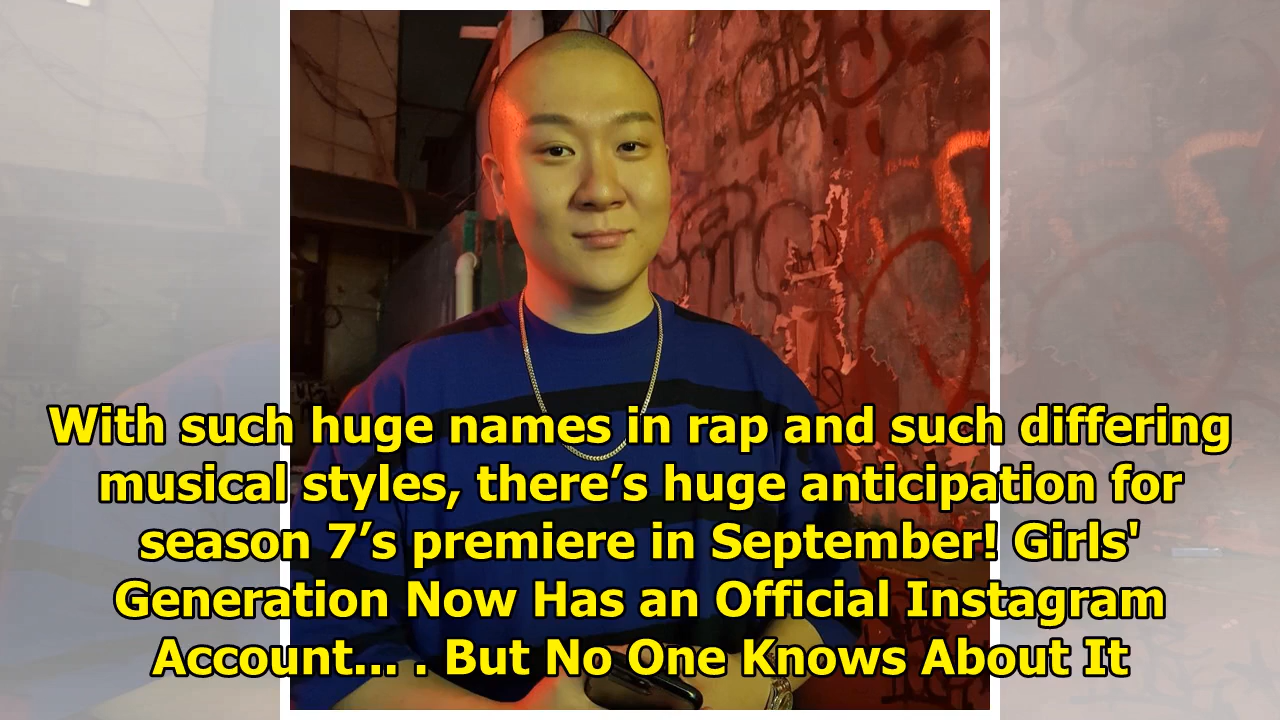 With such huge names in rap and such differing
musical styles, there’s huge anticipation for
season 7’s premiere in September! Girls'
Generation Now Has an Official Instagram
Account... . But No One Knows About It